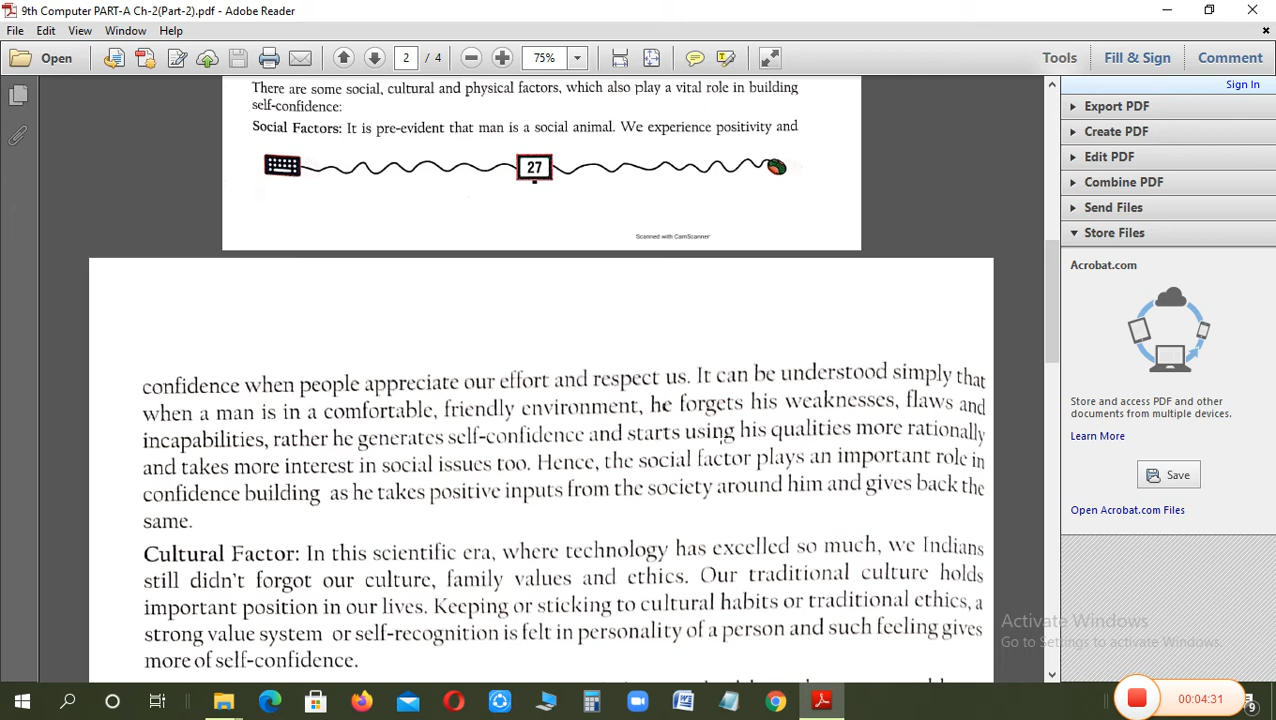 9th Computer PART-A Ch-2(Part-2).pdf - Adobe Reader
File Edit View Window Help
Open 2 / 4 75% Tools Fill & Sign Comment
Sign In
Export PDF
Create PDF
Edit PDF
Combine PDF
Send Files
Store Files
Acrobat.com
Store and access PDF and other
documents from multiple devices.
Learn More
Save
Open Acrobat.com Files
There are some social, cultural and physical factors, which also play a vital role in building
self-confidence:
Social Factors: It is pre-evident that man is a social animal. We experience positivity and
27
Scanned with CamScanner
confidence when people appreciate our effort and respect us. It can be understood simply that
when a man is in a comfortable, friendly environment, he forgets his weaknesses, flaws and
incapabilities, rather he generates self-confidence and starts using his qualities more rationally
and takes more interest in social issues too. Hence, the social factor plays an important role in
confidence building as he takes positive inputs from the society around him and gives back the
same.
Cultural Factor: In this scientific era, where technology has excelled so much, we Indians
still didn't forgot our culture, family values and ethics. Our traditional culture holds
important position in our lives. Keeping or sticking to cultural habits or traditional ethics, a
strong value system or self-recognition is felt in personality of a person and such feeling gives
more of self-confidence.
Activate Windows
Go to Settings to activate Windows.
00:04:31
9